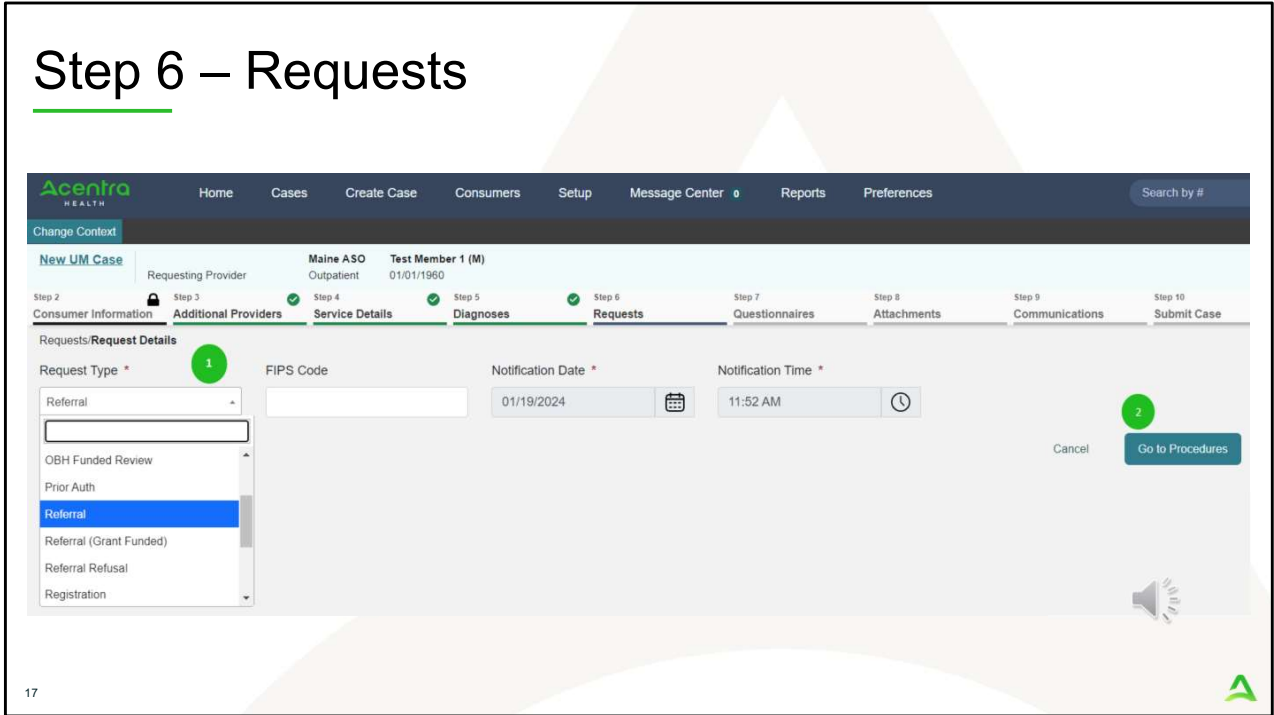 Step 6 – Requests
Acentra
HEALTH
Home Cases Create Case Consumers Setup Message Center 0 Reports Preferences Search by #
Change Context
New UM Case Requesting Provider Maine ASO Test Member 1 (M)
Outpatient 01/01/1960
Step 2 Step 3 Step 4 Step 5 Step 6 Step 7 Step 8 Step 9 Step 10
Consumer Information Additional Providers Service Details Diagnoses Requests Questionnaires Attachments Communications Submit Case
Requests/Request Details
1
Request Type * FIPS Code Notification Date * Notification Time *
Referral 01/19/2024 11:52 AM
2
Cancel Go to Procedures
OBH Funded Review
Prior Auth
Referral
Referral (Grant Funded)
Referral Refusal
Registration
17